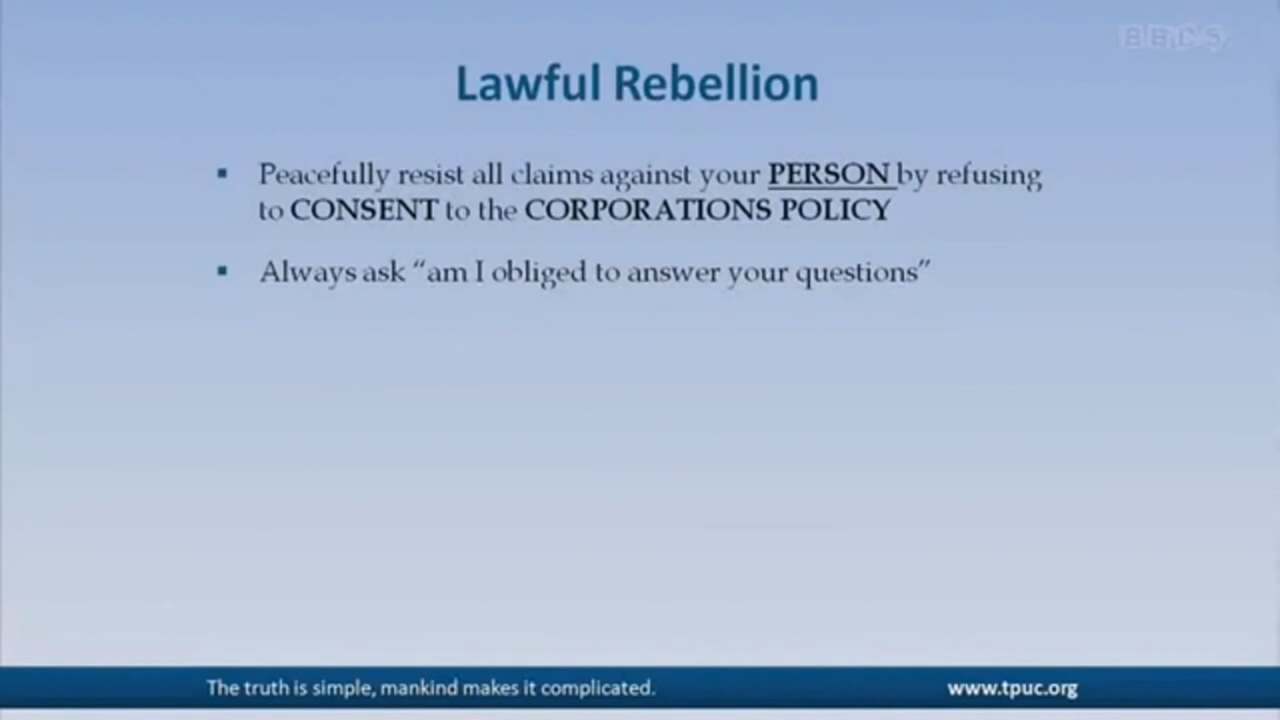 BBC5
Lawful Rebellion
Peacefully resist all claims against your PERSON by refusing
to CONSENT to the CORPORATIONS POLICY
Always ask “am I obliged to answer your questions”
The truth is simple, mankind makes it complicated.
www.tpuc.org